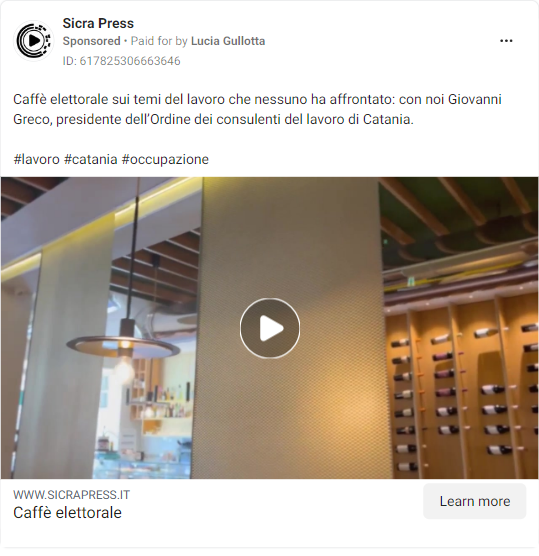 Sicra Press
Sponsored • Paid for by Lucia Gullotta
ID: 617825306663646
Caffè elettorale sui temi del lavoro che nessuno ha affrontato: con noi Giovanni
Greco, presidente dell’Ordine dei consulenti del lavoro di Catania.
#lavoro #catania #occupazione
WWW.SICRAPRESS.IT
Caffè elettorale
Learn more